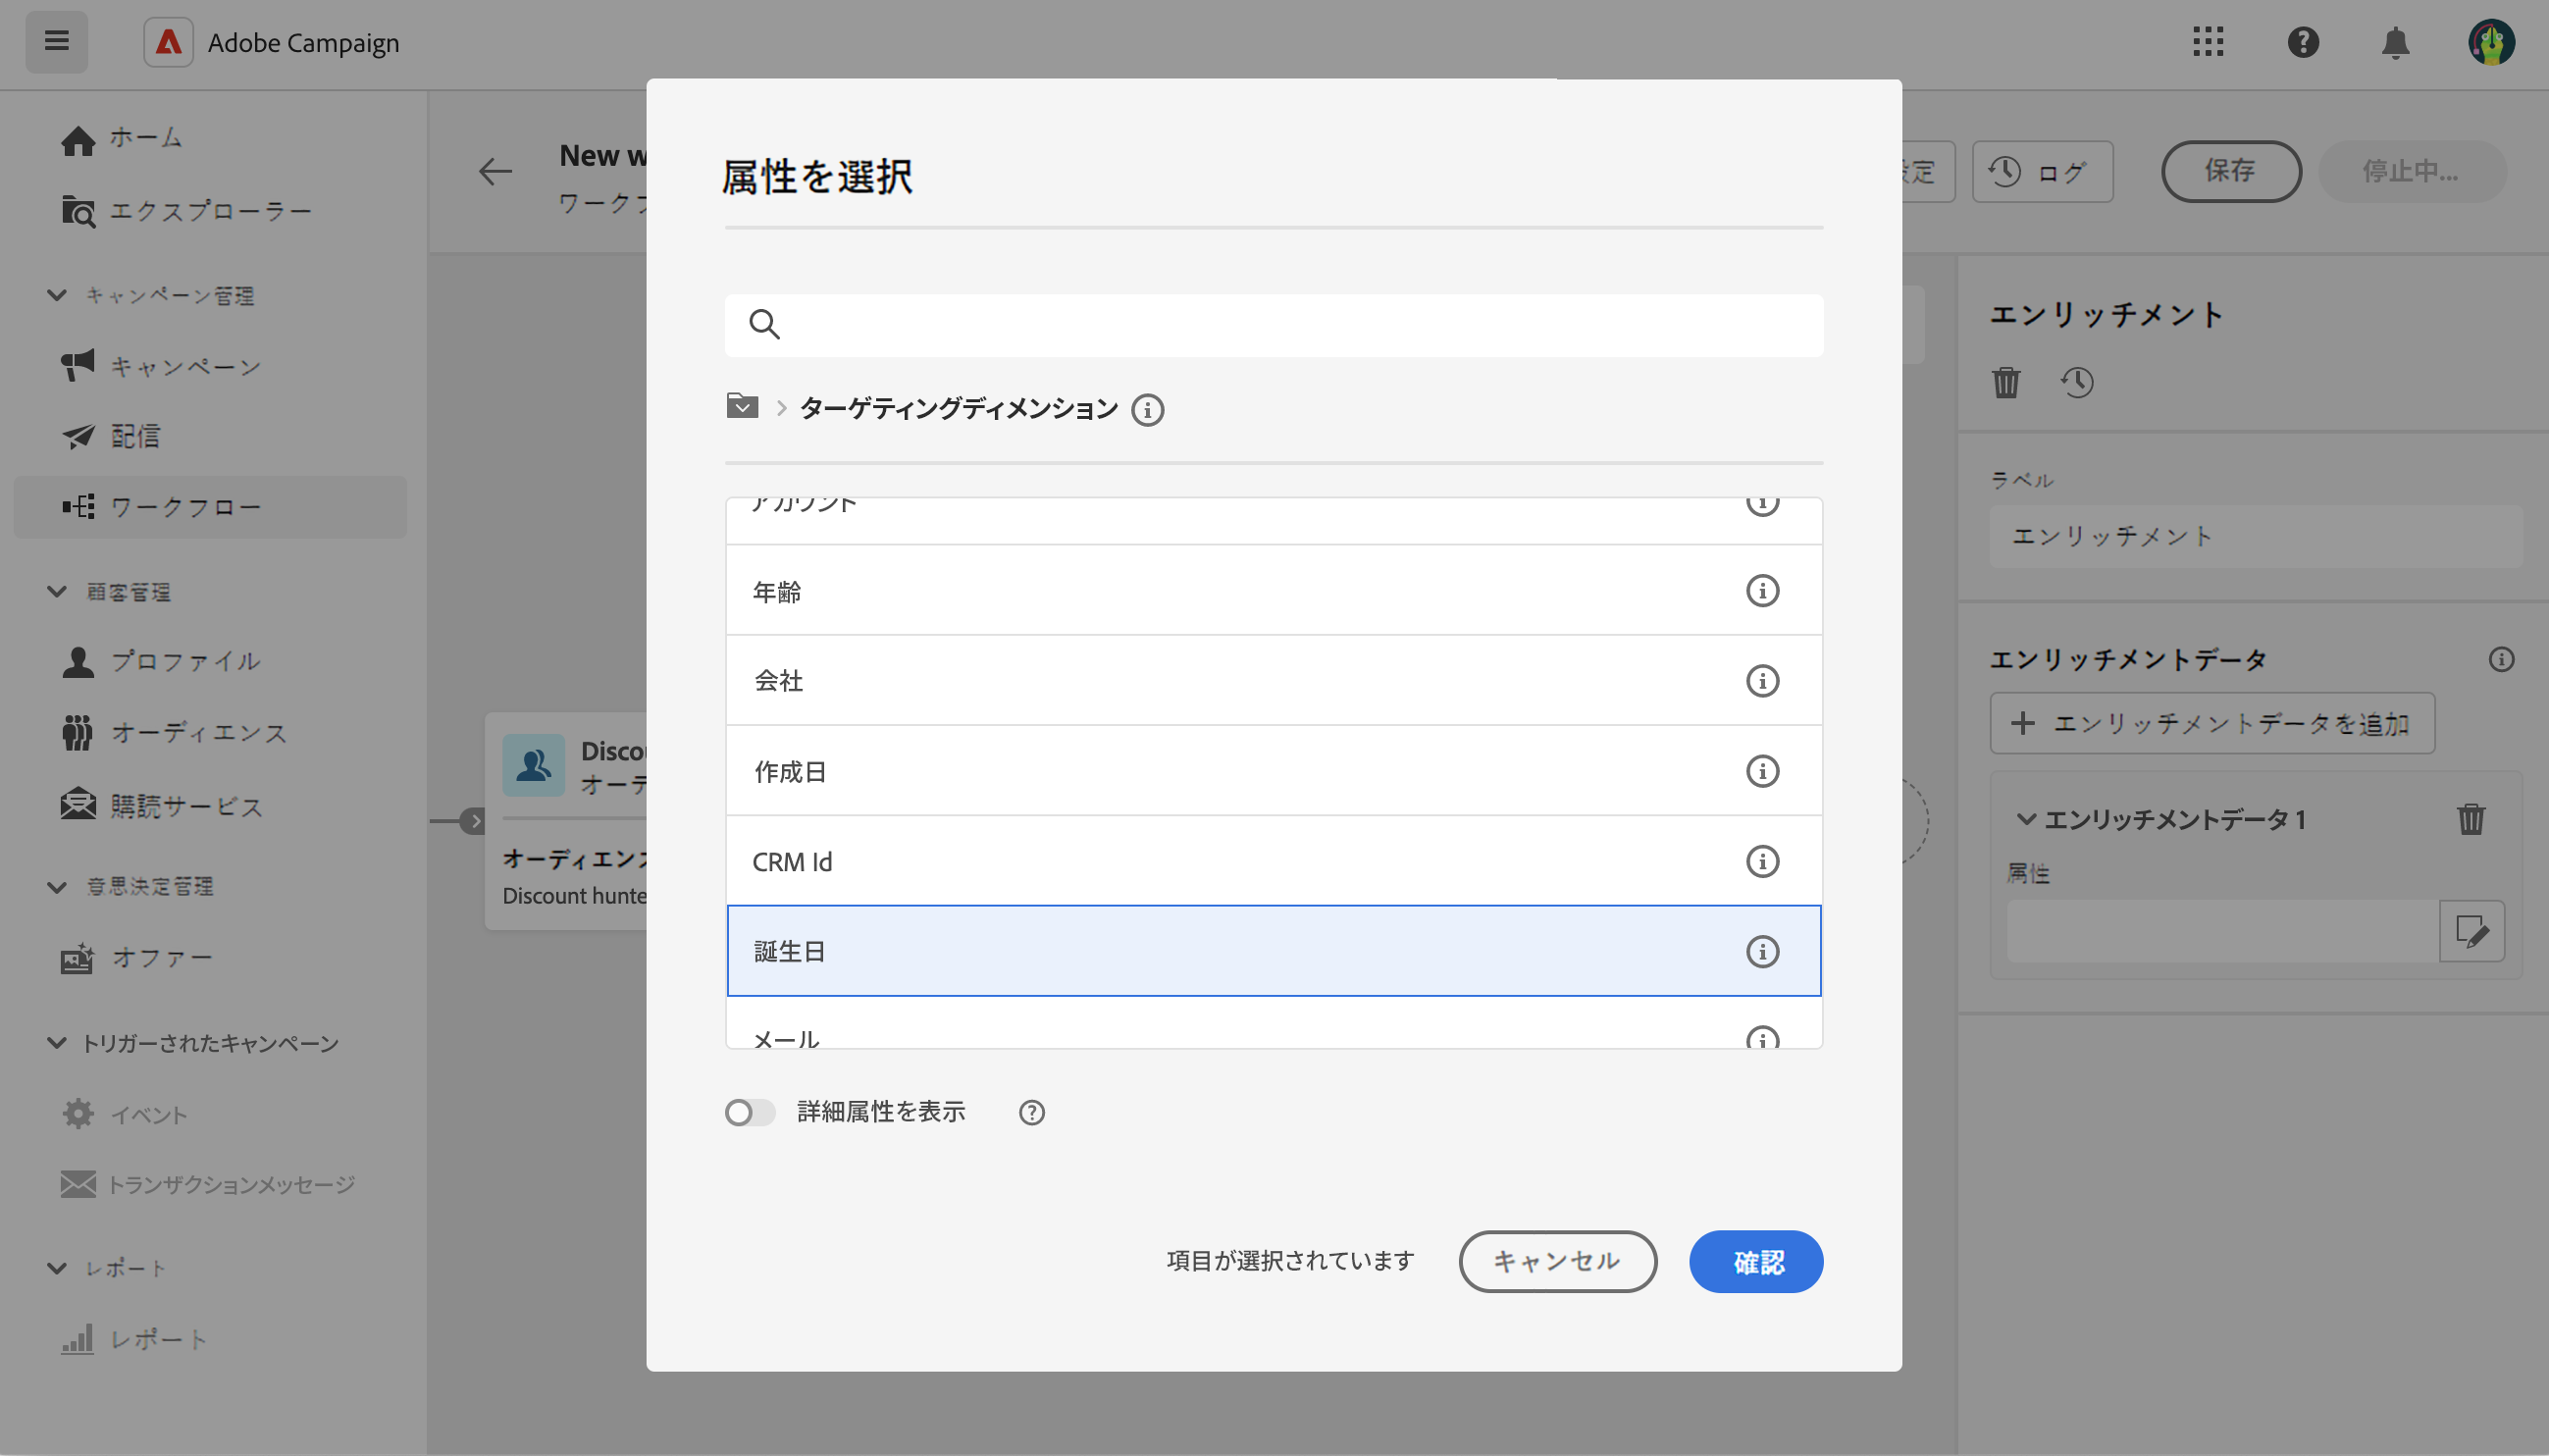 Adobe Campaign
ホーム
エクスプローラー
キャンペーン管理
キャンペーン
配信
ワークフロー
顧客管理
プロファイル
オーディエンス
購読サービス
意思決定管理
オファー
トリガーされたキャンペーン
イベント
トランザクションメッセージ
レポート
レポート
New w
ワークフ
Disco
オーデ
オーディエンス
Discount hunte
属性を選択
ターゲティングディメンション
アカウント
年齢
会社
作成日
CRM Id
誕生日
メール
詳細属性を表示
項目が選択されています
キャンセル
確認
定
ログ
保存
停止中...
エンリッチメント
ラベル
エンリッチメント
エンリッチメントデータ
エンリッチメントデータを追加
エンリッチメントデータ 1
属性